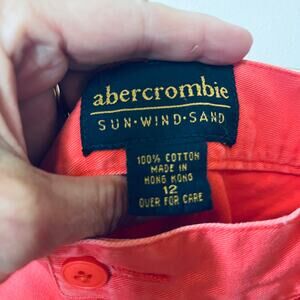 abercrombie
SUN·WIND·SAND
100% COTTON
MADE IN
HONG KONG
12
OVER FOR CARE